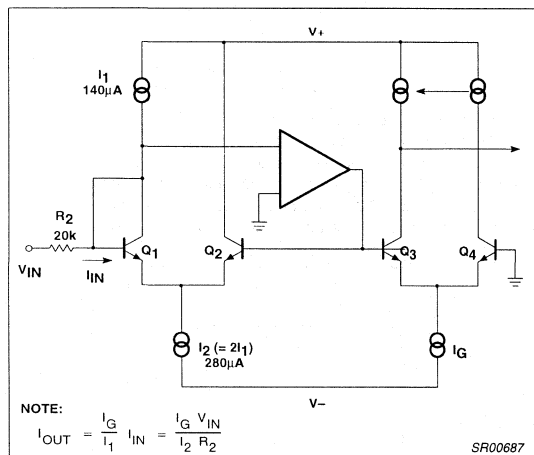 V+
I1
140μA
R2
20k
VIN
IIN
Q1
Q2
Q3
Q4
I2 (= 2I1)
280μA
IG
V–
NOTE:
IOUT = IG/I1 IIN = IG VIN/I2 R2
SR00687